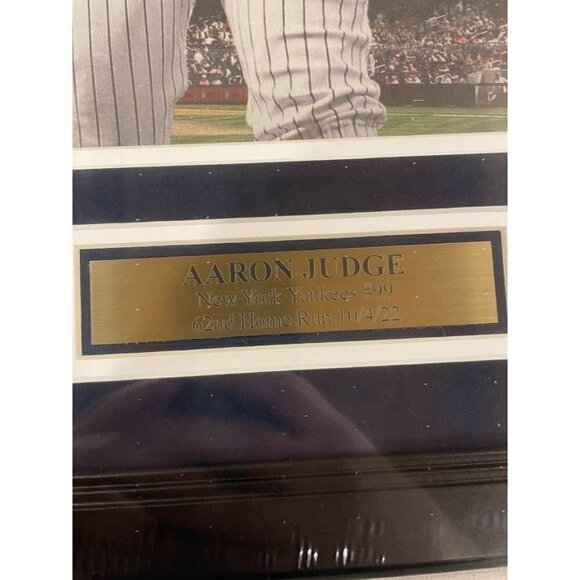 AARON JUDGE
New York Yankees #99
62nd Home Run 10/4/22